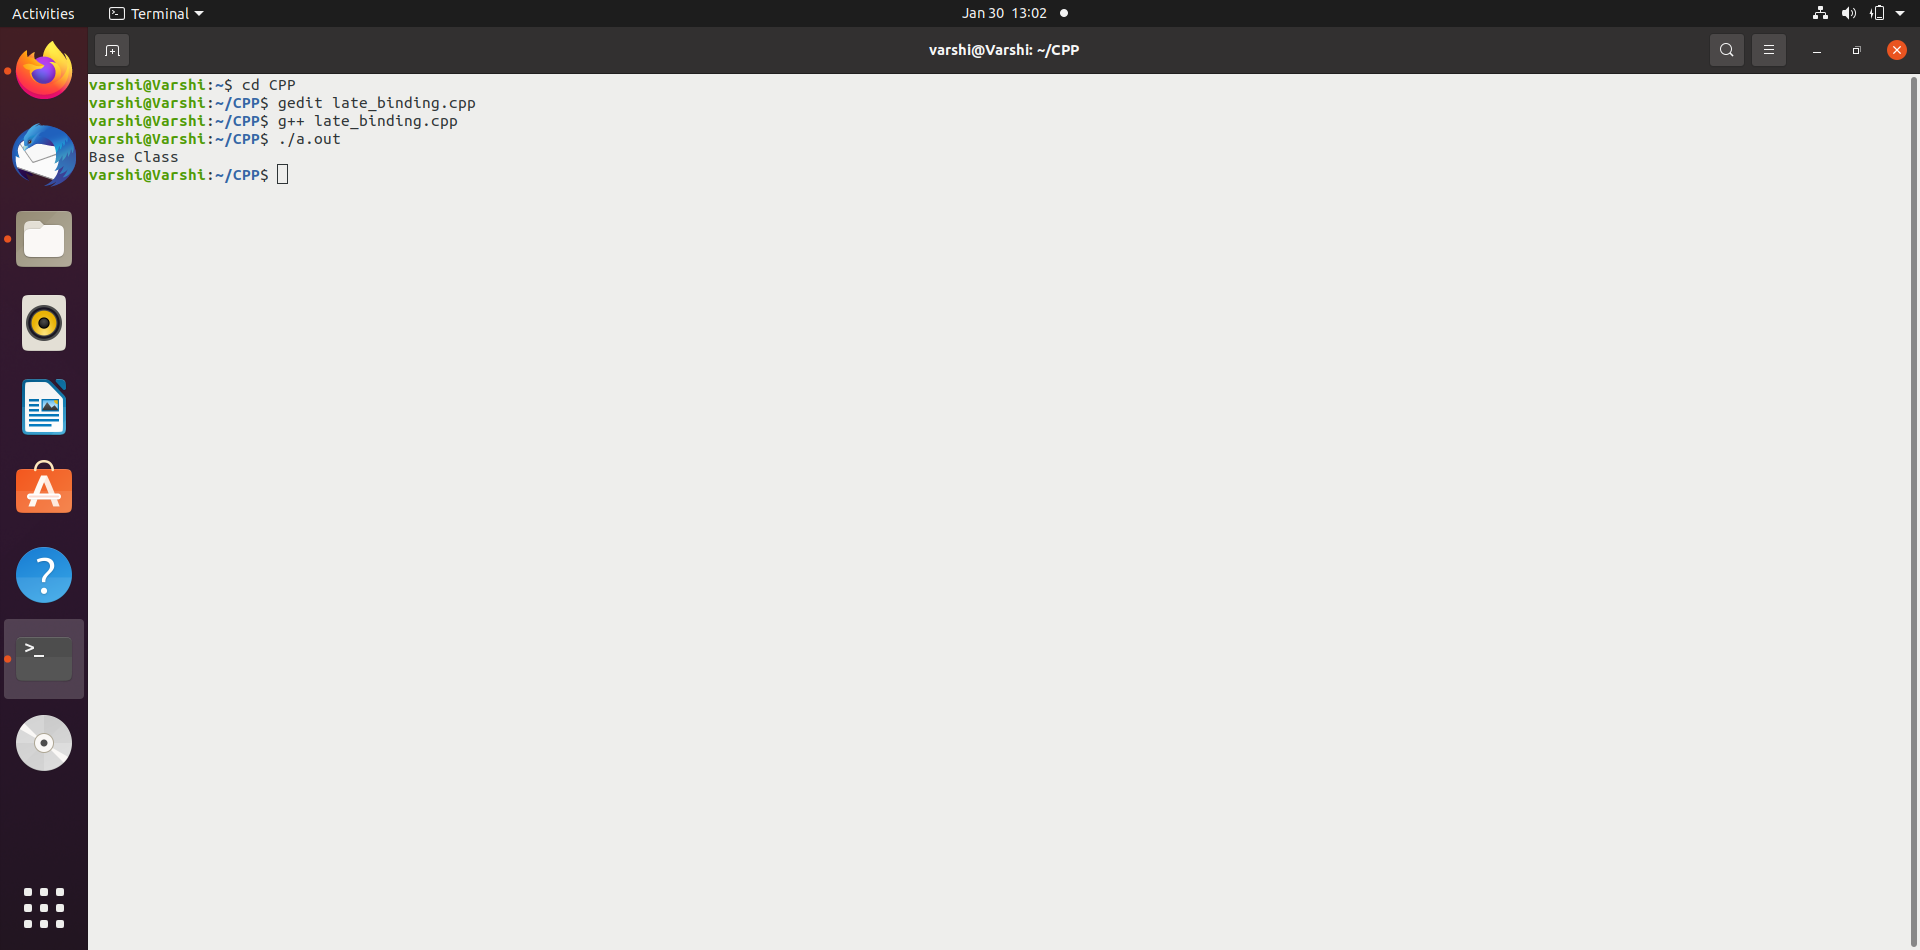 Activities
Terminal
Jan 30 13:02
varshi@Varshi: ~/CPP
varshi@Varshi:~$ cd CPP
varshi@Varshi:~/CPP$ gedit late_binding.cpp
varshi@Varshi:~/CPP$ g++ late_binding.cpp
varshi@Varshi:~/CPP$ ./a.out
Base Class
varshi@Varshi:~/CPP$